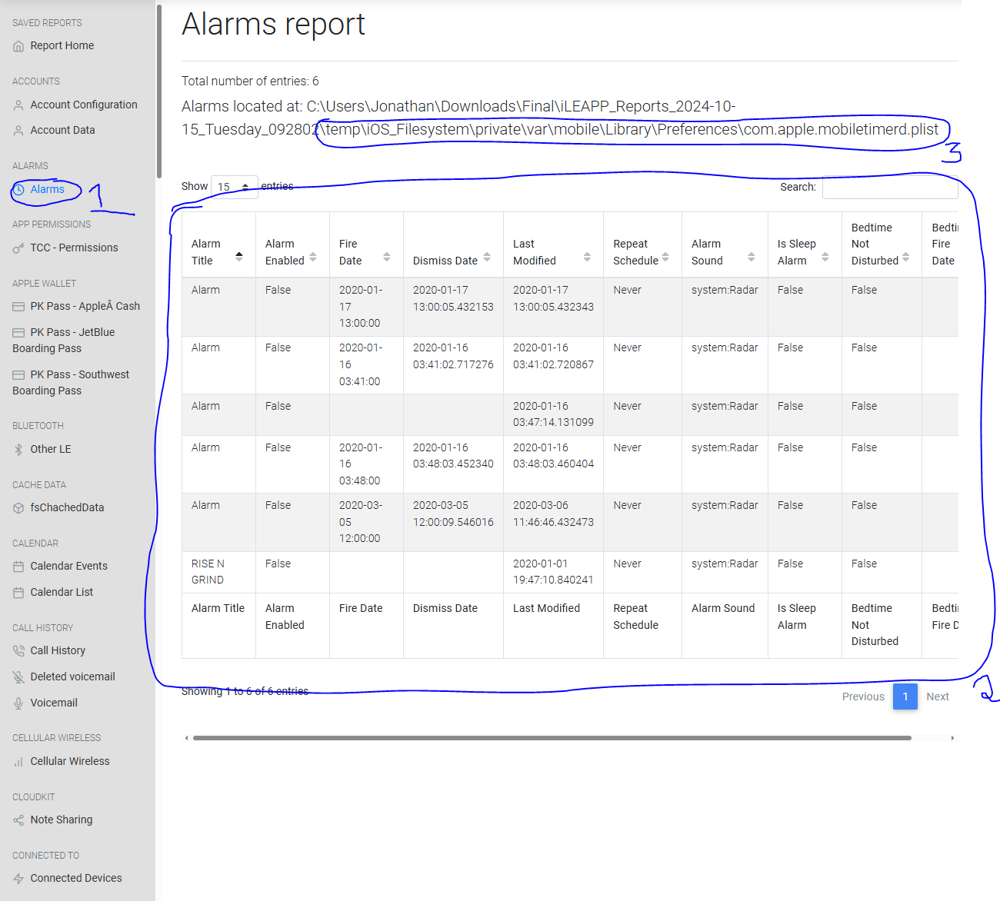 SAVED REPORTS
Report Home
ACCOUNTS
Account Configuration
Account Data
ALARMS
Alarms
1
APP PERMISSIONS
TCC - Permissions
APPLE WALLET
PK Pass - AppleÂ Cash
PK Pass - JetBlue
Boarding Pass
PK Pass - Southwest
Boarding Pass
BLUETOOTH
Other LE
CACHE DATA
fsChachedData
CALENDAR
Calendar Events
Calendar List
CALL HISTORY
Call History
Deleted voicemail
Voicemail
CELLULAR WIRELESS
Cellular Wireless
CLOUDKIT
Note Sharing
CONNECTED TO
Connected Devices
Alarms report
Total number of entries: 6
Alarms located at: C:\Users\Jonathan\Downloads\Final\iLEAPP_Reports_2024-10-
15_Tuesday_092802\temp\iOS_Filesystem\private\var\mobile\Library\Preferences\com.apple.mobiletimerd.plist
3
Show 15 entries Search:
Alarm Title Alarm Enabled Fire Date Dismiss Date Last Modified Repeat Schedule Alarm Sound Is Sleep Alarm Bedtime Not Disturbed Bedti Fire Date
Alarm False 2020-01-17 13:00:00 2020-01-17 13:00:05.432153 2020-01-17 13:00:05.432343 Never system:Radar False False
Alarm False 2020-01-16 03:41:00 2020-01-16 03:41:02.717276 2020-01-16 03:41:02.720867 Never system:Radar False False
Alarm False 2020-01-16 03:47:14.131099 Never system:Radar False False
Alarm False 2020-01-16 03:48:00 2020-01-16 03:48:03.452340 2020-01-16 03:48:03.460404 Never system:Radar False False
Alarm False 2020-03-05 12:00:00 2020-03-05 12:00:09.546016 2020-03-06 11:46:46.432473 Never system:Radar False False
RISE N GRIND False 2020-01-01 19:47:10.840241 Never system:Radar False False
Alarm Title Alarm Enabled Fire Date Dismiss Date Last Modified Repeat Schedule Alarm Sound Is Sleep Alarm Bedtime Not Disturbed Bedti Fire D
2
Showing 1 to 6 of 6 entries
Previous 1 Next